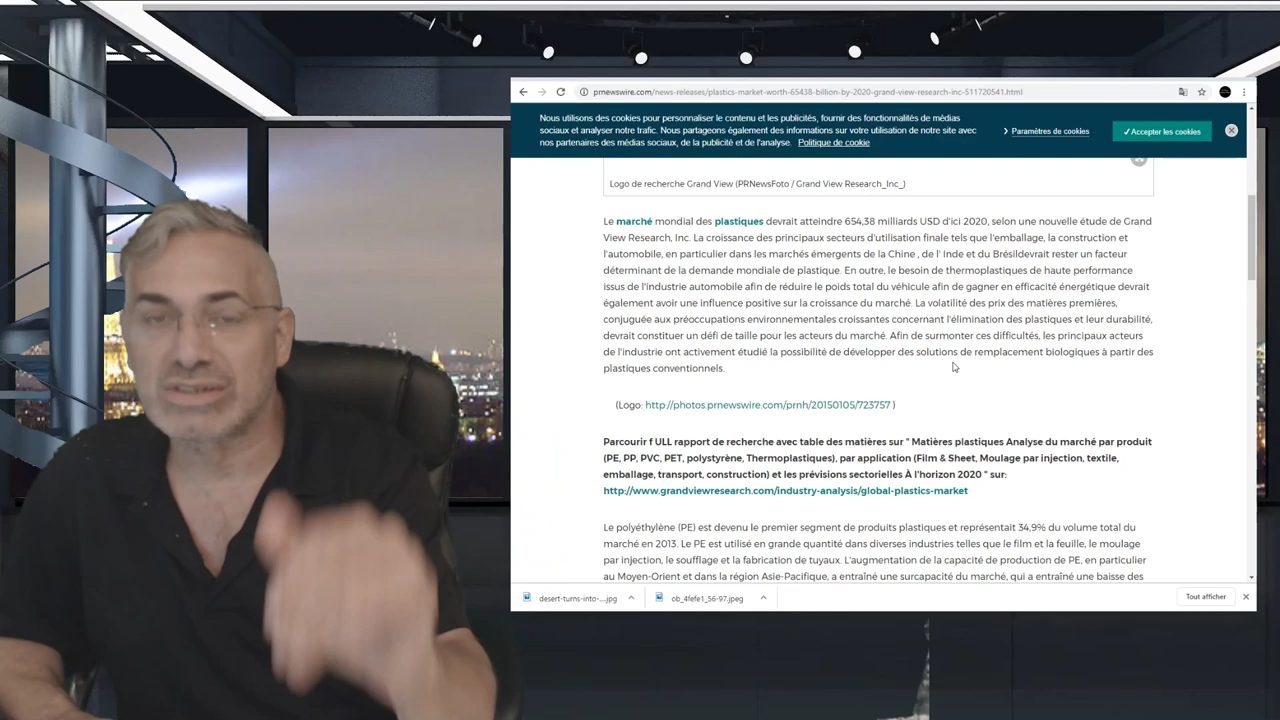 prnewswire.com/news-releases/plastics-market-worth-65438-billion-by-2020-grand-view-research-inc-511720541.html
Nous utilisons des cookies pour personnaliser le contenu et les publicités, fournir des fonctionnalités de médias
sociaux et analyser notre trafic. Nous partageons également des informations sur votre utilisation de notre site avec
nos partenaires des médias sociaux, de la publicité et de l'analyse. Politique de cookie
Paramètres de cookies
✓Accepter les cookies
Logo de recherche Grand View (PRNewsFoto / Grand View Research_Inc_)
Le marché mondial des plastiques devrait atteindre 654,38 milliards USD d'ici 2020, selon une nouvelle étude de Grand
View Research, Inc. La croissance des principaux secteurs d'utilisation finale tels que l'emballage, la construction et
l'automobile, en particulier dans les marchés émergents de la Chine , de l' Inde et du Brésildevrait rester un facteur
déterminant de la demande mondiale de plastique. En outre, le besoin de thermoplastiques de haute performance
issus de l'industrie automobile afin de réduire le poids total du véhicule afin de gagner en efficacité énergétique devrait
également avoir une influence positive sur la croissance du marché. La volatilité des prix des matières premières,
conjuguée aux préoccupations environnementales croissantes concernant l'élimination des plastiques et leur durabilité,
devrait constituer un défi de taille pour les acteurs du marché. Afin de surmonter ces difficultés, les principaux acteurs
de l'industrie ont activement étudié la possibilité de développer des solutions de remplacement biologiques à partir des
plastiques conventionnels.
(Logo: http://photos.prnewswire.com/prnh/20150105/723757 )
Parcourir f ULL rapport de recherche avec table des matières sur " Matières plastiques Analyse du marché par produit
(PE, PP, PVC, PET, polystyrène, Thermoplastiques), par application (Film & Sheet, Moulage par injection, textile,
emballage, transport, construction) et les prévisions sectorielles À l'horizon 2020 " sur:
http://www.grandviewresearch.com/industry-analysis/global-plastics-market
Le polyéthylène (PE) est devenu le premier segment de produits plastiques et représentait 34,9% du volume total du
marché en 2013. Le PE est utilisé en grande quantité dans diverses industries telles que le film et la feuille, le moulage
par injection, le soufflage et la fabrication de tuyaux. L'augmentation de la capacité de production de PE, en particulier
au Moyen-Orient et dans la région Asie-Pacifique, a entraîné une surcapacité du marché, qui a entraîné une baisse des
desert-turns-into-....jpg
ob_4fefe1_56-97.jpeg
Tout afficher